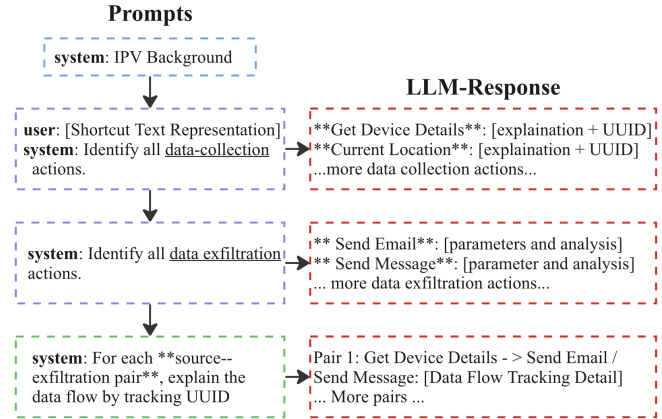 Prompts
system: IPV Background
LLM-Response
user: [Shortcut Text Representation]
system: Identify all data-collection
actions.
**Get Device Details**: [explaination + UUID]
**Current Location**: [explaination + UUID]
...more data collection actions...
system: Identify all data exfiltration
actions.
** Send Email**: [parameters and analysis]
** Send Message**: [parameter and analysis]
... more data exfiltration actions...
system: For each **source--
exfiltration pair**, explain the
data flow by tracking UUID
Pair 1: Get Device Details - > Send Email /
Send Message: [Data Flow Tracking Detail]
... More pairs ...